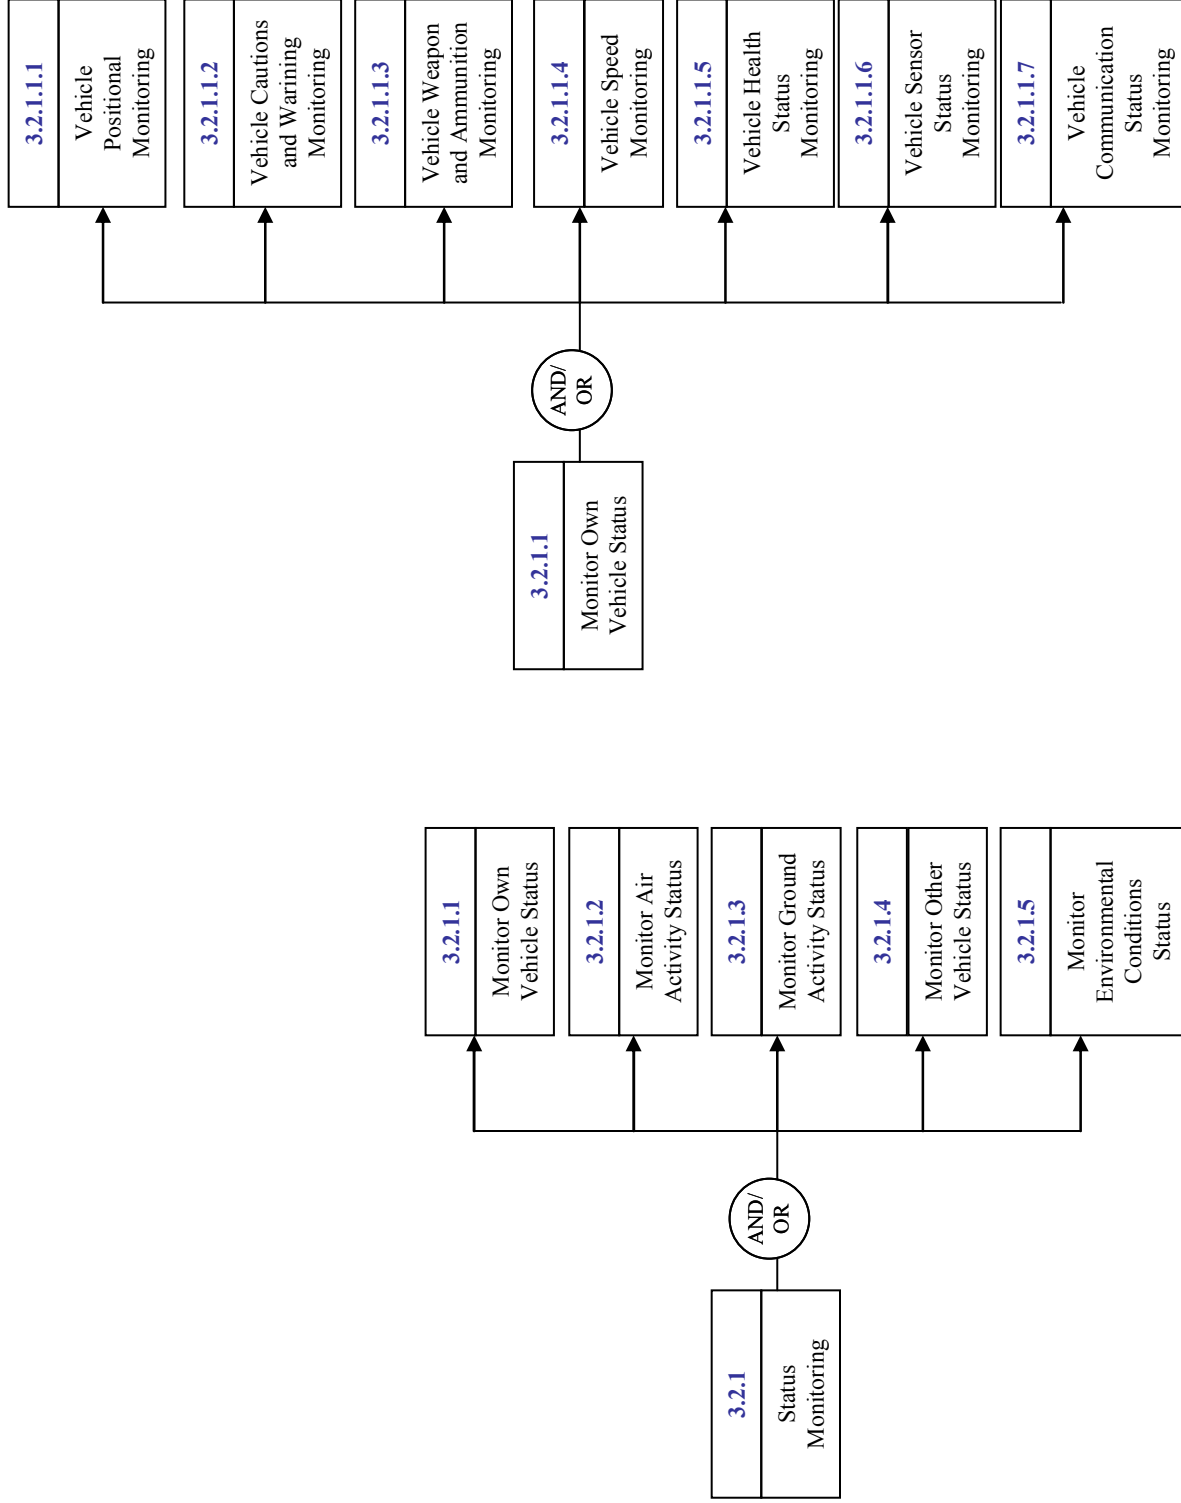 3.2.1
Status
Monitoring
AND/
OR
3.2.1.1
Monitor Own
Vehicle Status
3.2.1.2
Monitor Air
Activity Status
3.2.1.3
Monitor Ground
Activity Status
3.2.1.4
Monitor Other
Vehicle Status
3.2.1.5
Monitor
Environmental
Conditions
Status
3.2.1.1
Monitor Own
Vehicle Status
AND/
OR
3.2.1.1.1
Vehicle
Positional
Monitoring
3.2.1.1.2
Vehicle Cautions
and Warining
Monitoring
3.2.1.1.3
Vehicle Weapon
and Ammunition
Monitoring
3.2.1.1.4
Vehicle Speed
Monitoring
3.2.1.1.5
Vehicle Health
Status
Monitoring
3.2.1.1.6
Vehicle Sensor
Status
Monitoring
3.2.1.1.7
Vehicle
Communication
Status
Monitoring